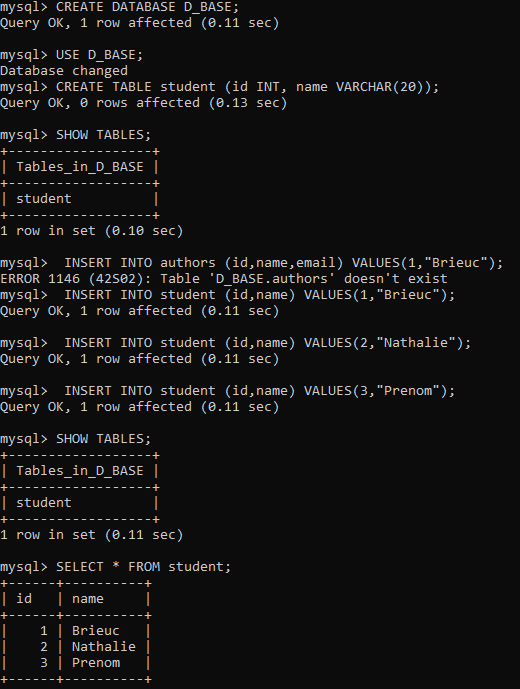 mysql> CREATE DATABASE D_BASE;
Query OK, 1 row affected (0.11 sec)
mysql> USE D_BASE;
Database changed
mysql> CREATE TABLE student (id INT, name VARCHAR(20));
Query OK, 0 rows affected (0.13 sec)
mysql> SHOW TABLES;
+------------------+
| Tables_in_D_BASE |
+------------------+
| student          |
+------------------+
1 row in set (0.10 sec)
mysql>  INSERT INTO authors (id,name,email) VALUES(1,"Brieuc");
ERROR 1146 (42S02): Table 'D_BASE.authors' doesn't exist
mysql>  INSERT INTO student (id,name) VALUES(1,"Brieuc");
Query OK, 1 row affected (0.11 sec)
mysql>  INSERT INTO student (id,name) VALUES(2,"Nathalie");
Query OK, 1 row affected (0.11 sec)
mysql>  INSERT INTO student (id,name) VALUES(3,"Prenom");
Query OK, 1 row affected (0.11 sec)
mysql> SHOW TABLES;
+------------------+
| Tables_in_D_BASE |
+------------------+
| student          |
+------------------+
1 row in set (0.11 sec)
mysql> SELECT * FROM student;
+------+----------+
| id   | name     |
+------+----------+
|    1 | Brieuc   |
|    2 | Nathalie |
|    3 | Prenom   |
+------+----------+